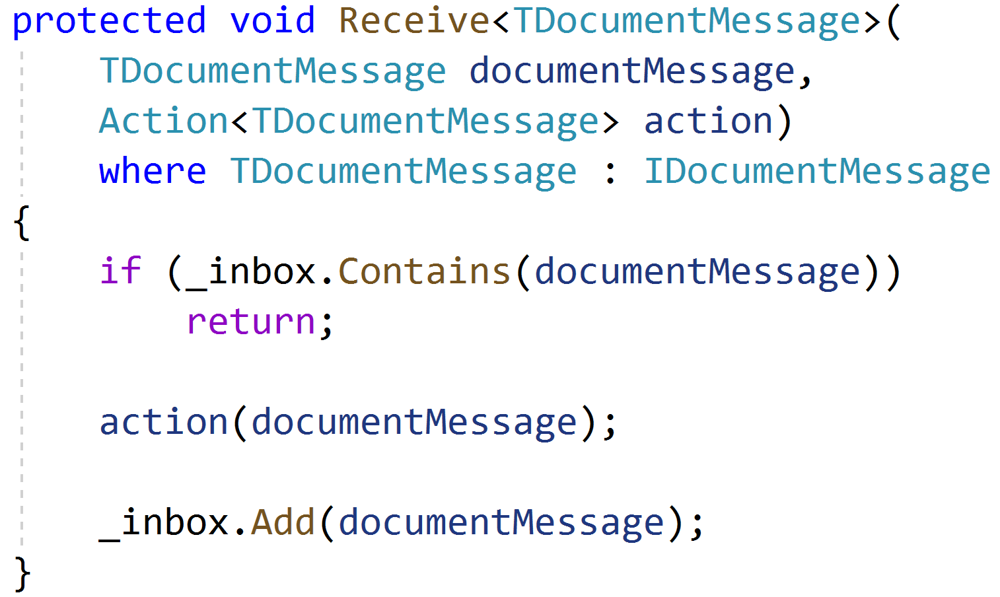 protected void Receive<TDocumentMessage>(
    TDocumentMessage documentMessage,
    Action<TDocumentMessage> action)
    where TDocumentMessage : IDocumentMessage
{
    if (_inbox.Contains(documentMessage))
        return;

    action(documentMessage);

    _inbox.Add(documentMessage);
}